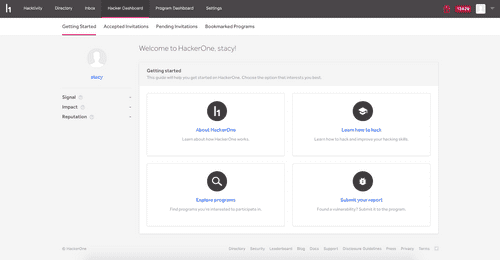 Hacktivity Directory Inbox Hacker Dashboard Program Dashboard Settings
Getting Started Accepted Invitations Pending Invitations Bookmarked Programs
Welcome to HackerOne, stacy!
stacy
Signal -
Impact -
Reputation -
Getting started
This guide will help you get started on HackerOne. Choose the option that interests you best.
About HackerOne
Learn about how HackerOne works.
Learn how to hack
Learn how to hack and improve your hacking skills.
Explore programs
Find programs you're interested to participate in.
Submit your report
Found a vulnerability? Submit it to the program.
© HackerOne
Directory Security Leaderboard Blog Docs Support Disclosure Guidelines Press Privacy Terms